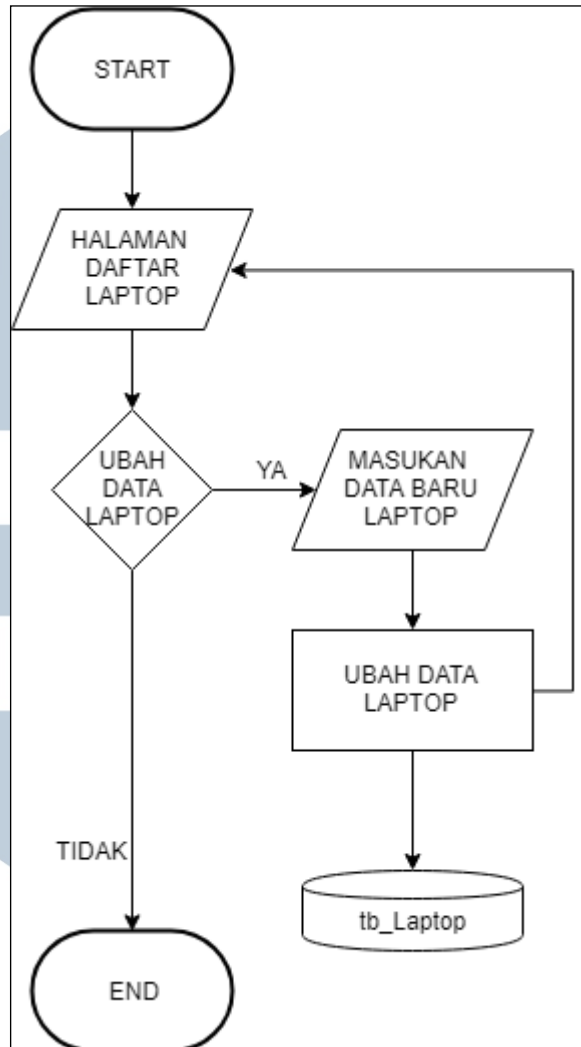 START
HALAMAN
DAFTAR
LAPTOP
UBAH
DATA
LAPTOP
YA
MASUKAN
DATA BARU
LAPTOP
UBAH DATA
LAPTOP
TIDAK
tb_Laptop
END